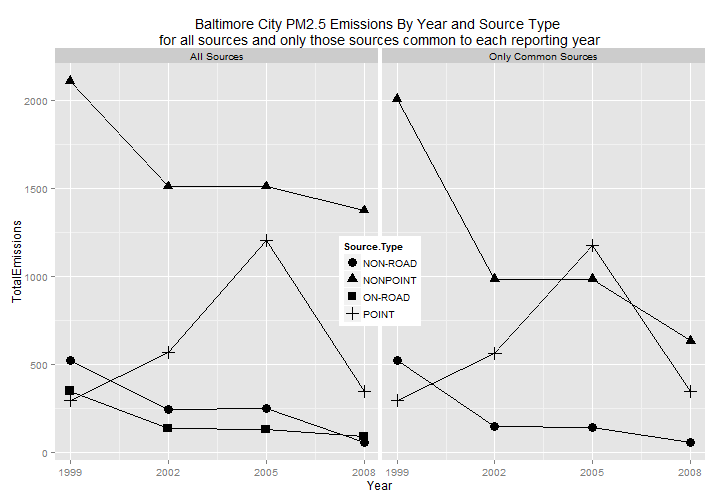 Baltimore City PM2.5 Emissions By Year and Source Type
for all sources and only those sources common to each reporting year
All Sources
Only Common Sources
TotalEmissions
2000
1500
1000
500
0
Source.Type
NON-ROAD
NONPOINT
ON-ROAD
POINT
1999
2002
2005
2008
1999
2002
2005
2008
Year